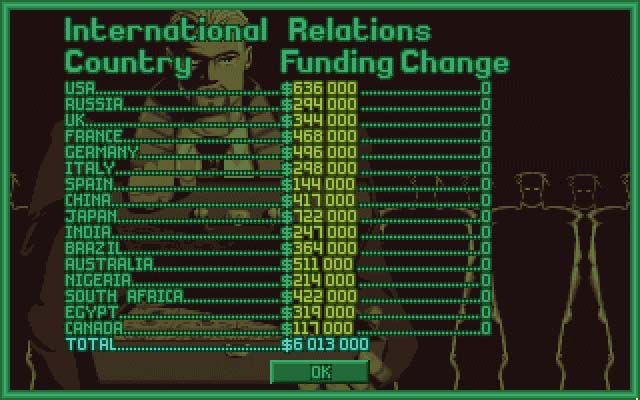 International Relations
Country Funding Change
USA $636 000 0
RUSSIA $294 000 0
UK $344 000 0
FRANCE $468 000 0
GERMANY $496 000 0
ITALY $298 000 0
SPAIN $144 000 0
CHINA $417 000 0
JAPAN $722 000 0
INDIA $247 000 0
BRAZIL $364 000 0
AUSTRALIA $511 000 0
NIGERIA $214 000 0
SOUTH AFRICA $422 000 0
EGYPT $319 000 0
CANADA $117 000 0
TOTAL $6 013 000
OK